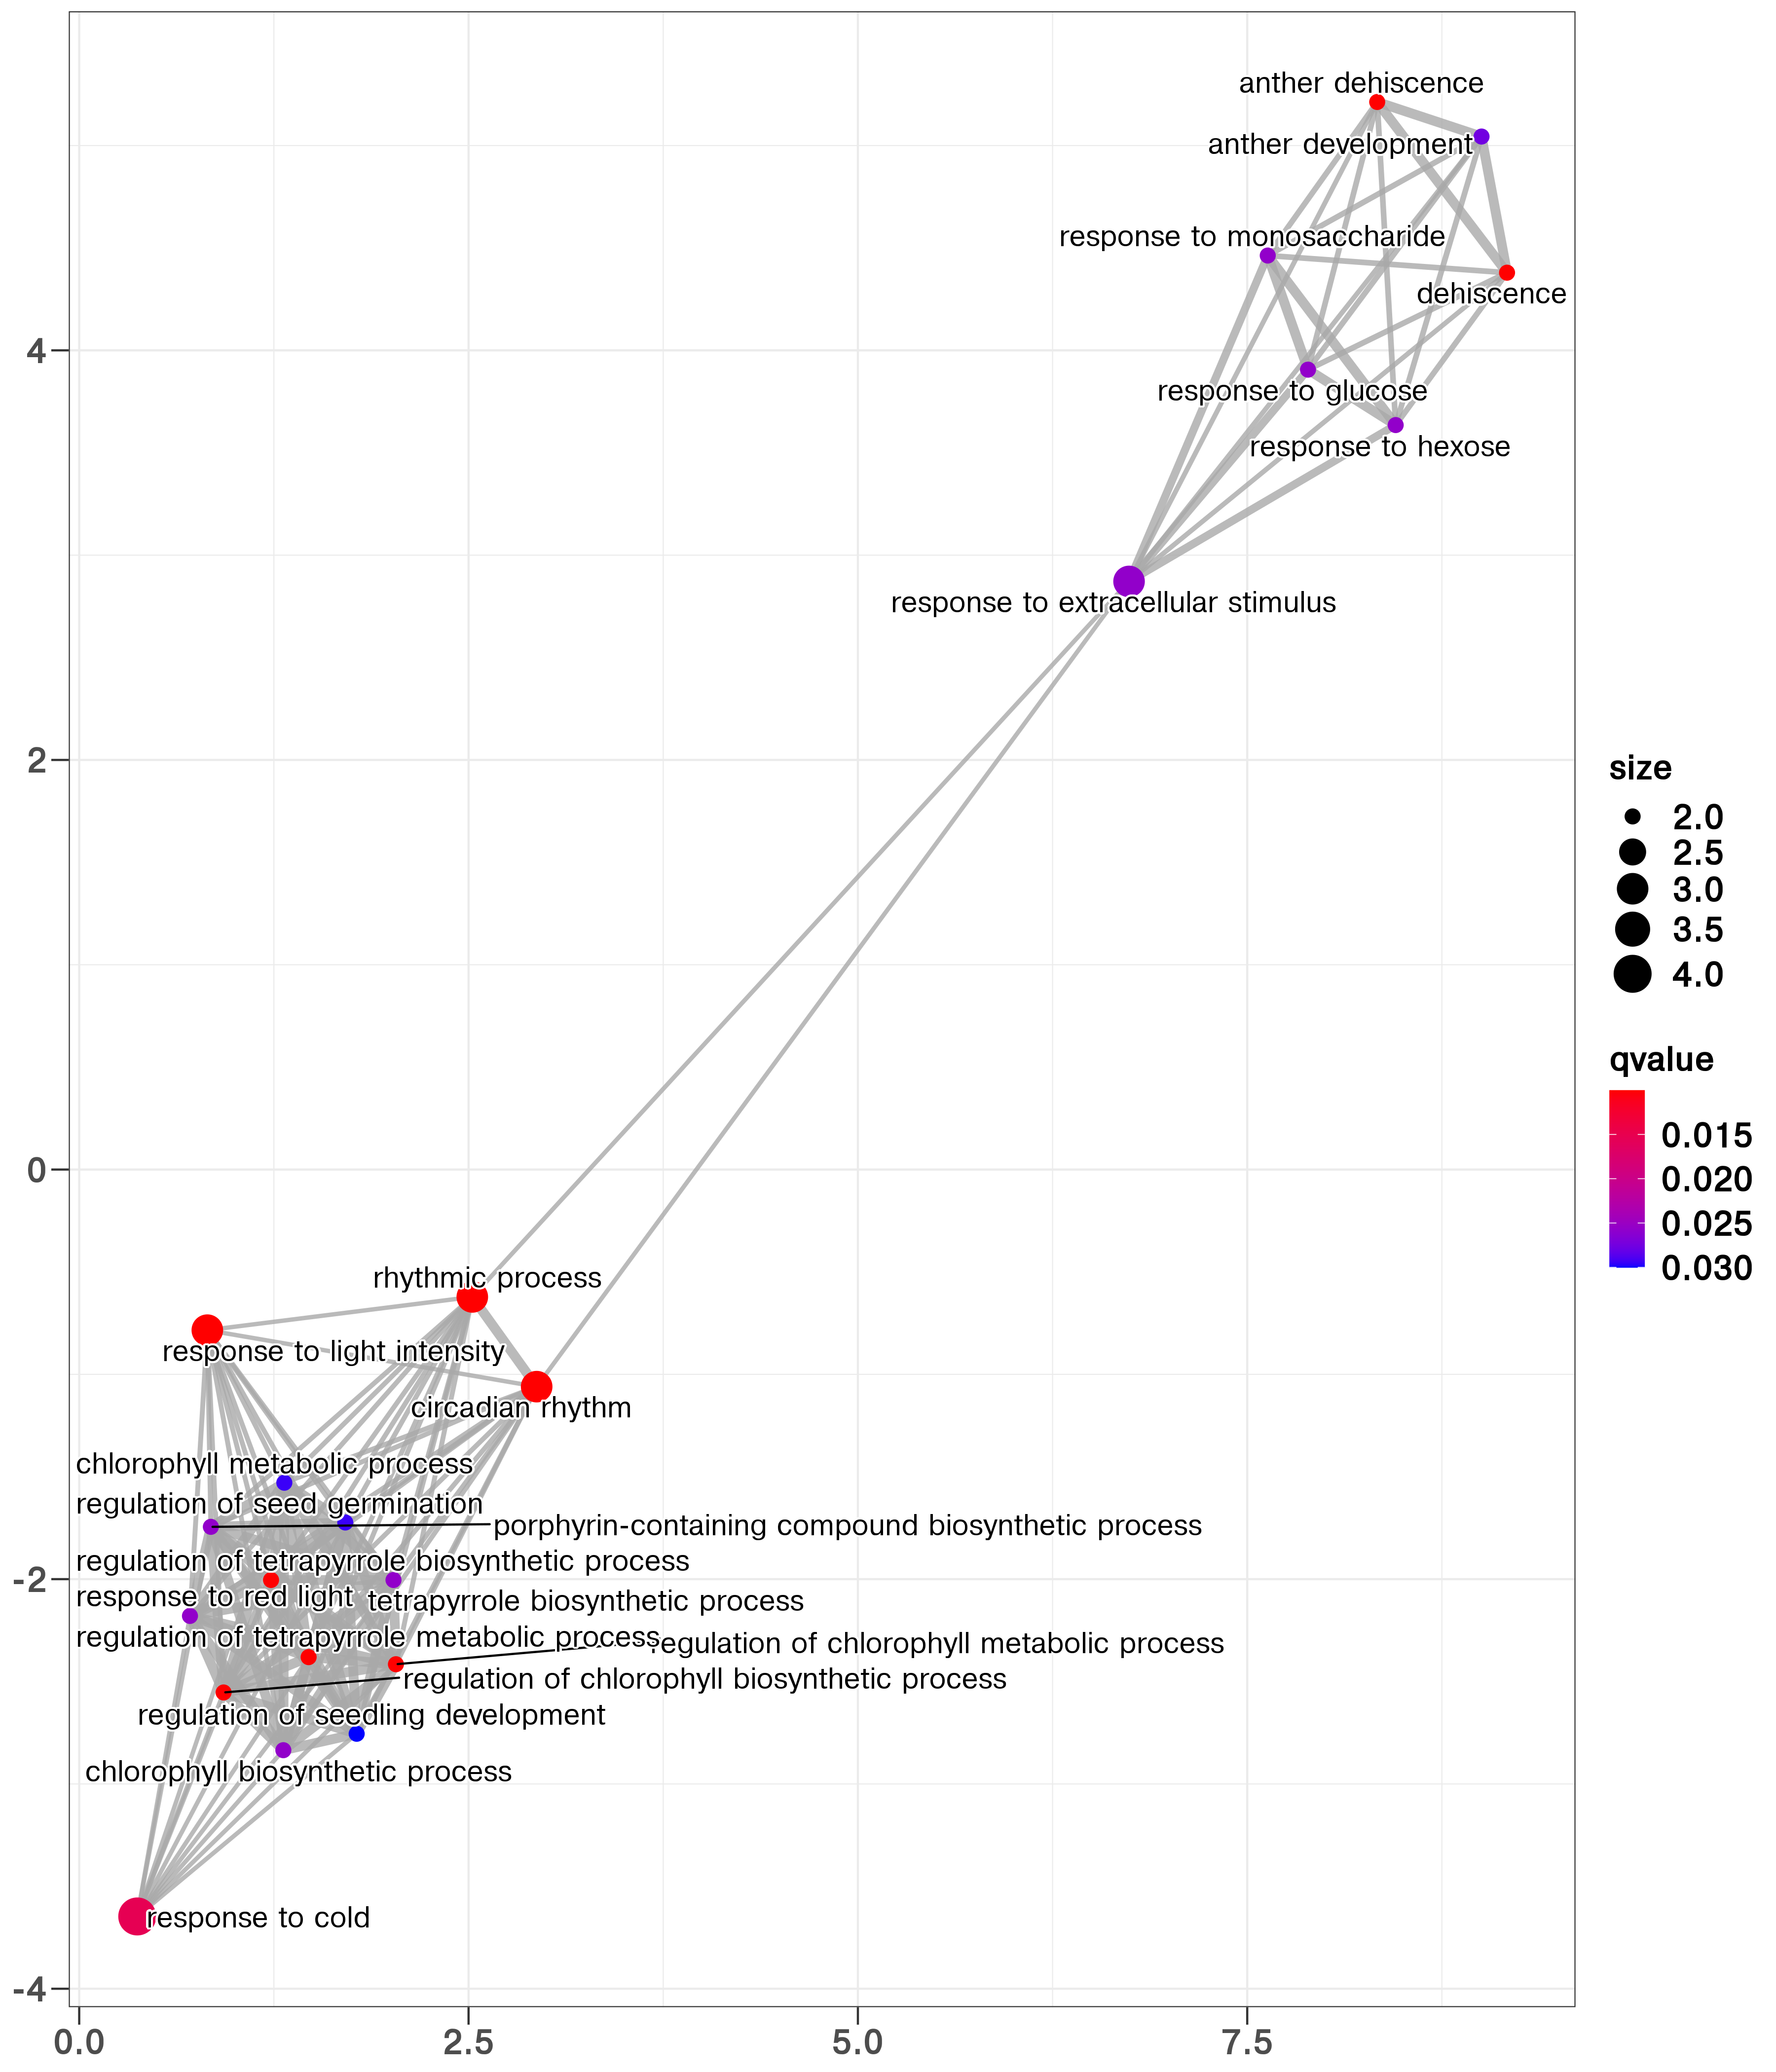 anther dehiscence
anther development
response to monosaccharide
dehiscence
4
response to glucose
response to hexose
response to extracellular stimulus
2
size
2.0
2.5
3.0
3.5
4.0
qvalue
0.015
0.020
0.025
0.030
0
rhythmic process
response to light intensity
circadian rhythm
chlorophyll metabolic process
regulation of seed germination
porphyrin-containing compound biosynthetic process
regulation of tetrapyrrole biosynthetic process
-2
response to red light
tetrapyrrole biosynthetic process
regulation of tetrapyrrole metabolic process
regulation of chlorophyll metabolic process
regulation of chlorophyll biosynthetic process
regulation of seedling development
chlorophyll biosynthetic process
response to cold
-4
0.0 2.5 5.0 7.5